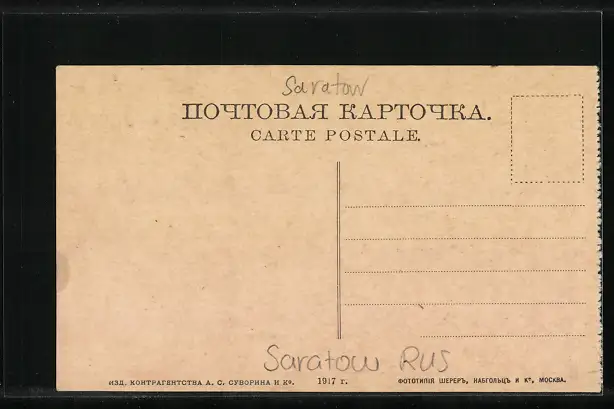 Saratow
ПОЧТОВАЯ КАРТОЧКА.
CARTE POSTALE.
Saratow RUS
ИЗД. КОНТРАГЕНТСТВА А. С. СУВОРИНА И Кº. 1917 г. ФОТОТИПІЯ ШЕРЕРЪ, НАБГОЛЬЦЪ И Кº, МОСКВА.